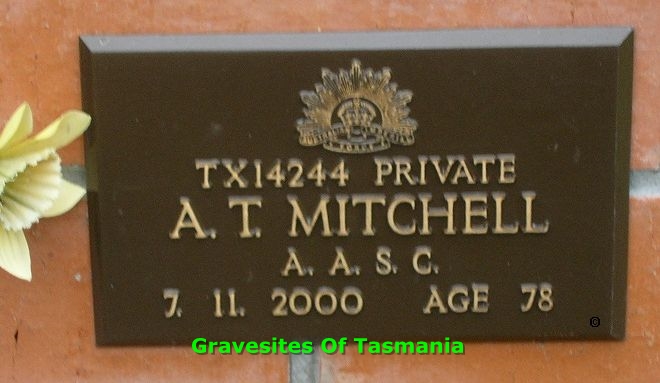 TX14244 PRIVATE
A. T. MITCHELL
A. A. S. C.
7. 11. 2000 AGE 78
©
Gravesites Of Tasmania